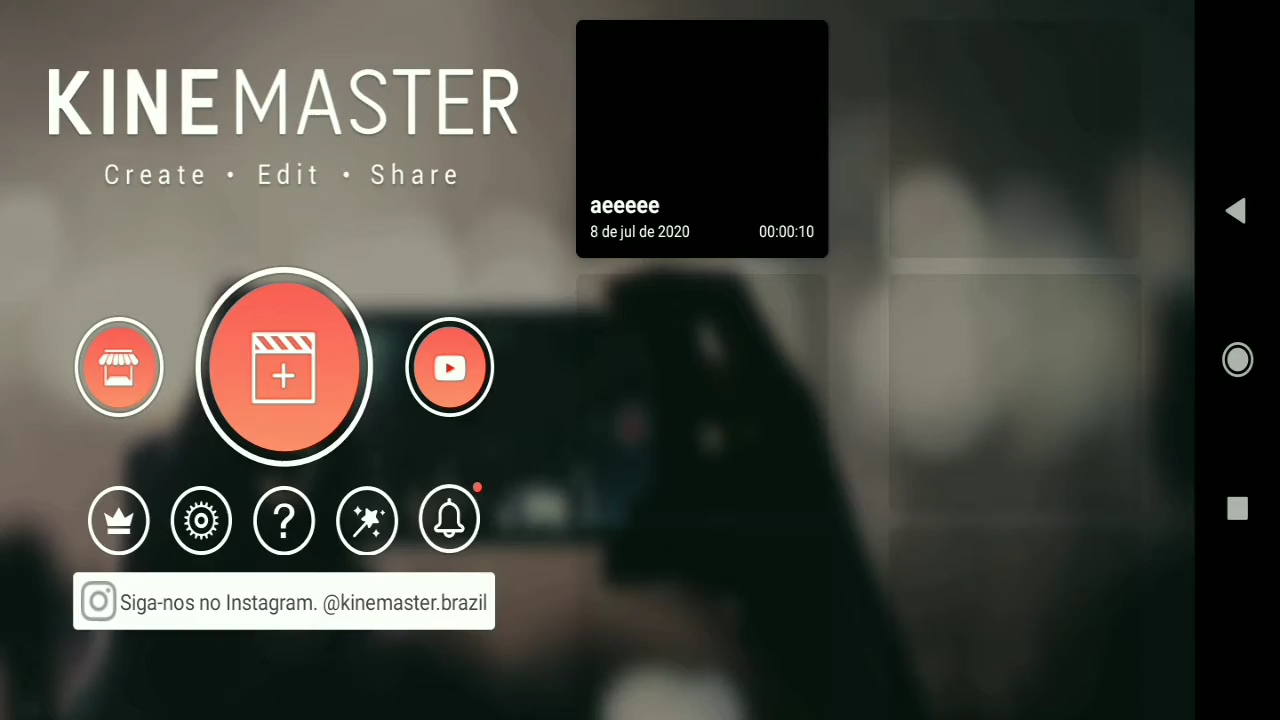 KINEMASTER
Create • Edit • Share
aeeeee
8 de jul de 2020 00:00:10
Siga-nos no Instagram. @kinemaster.brazil